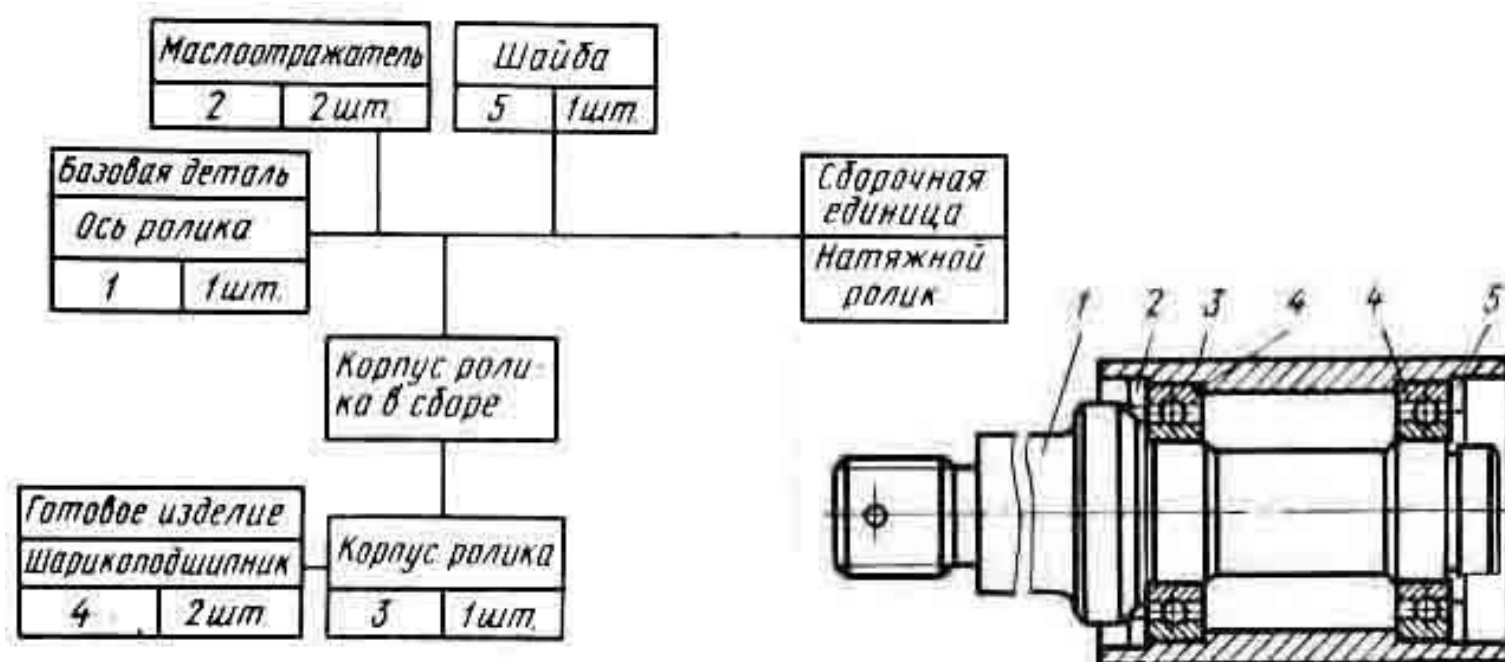 Маслоотражатель
2 2шт.
Шайба
5 1шт.
Базовая деталь
Ось ролика
1 1шт.
Сборочная
единица
Натяжной
ролик
Корпус роли-
ка в сборе
Готовое изделие
Шарикоподшипник
4 2шт.
Корпус ролика
3 1шт.
1 2 3 4 4 5